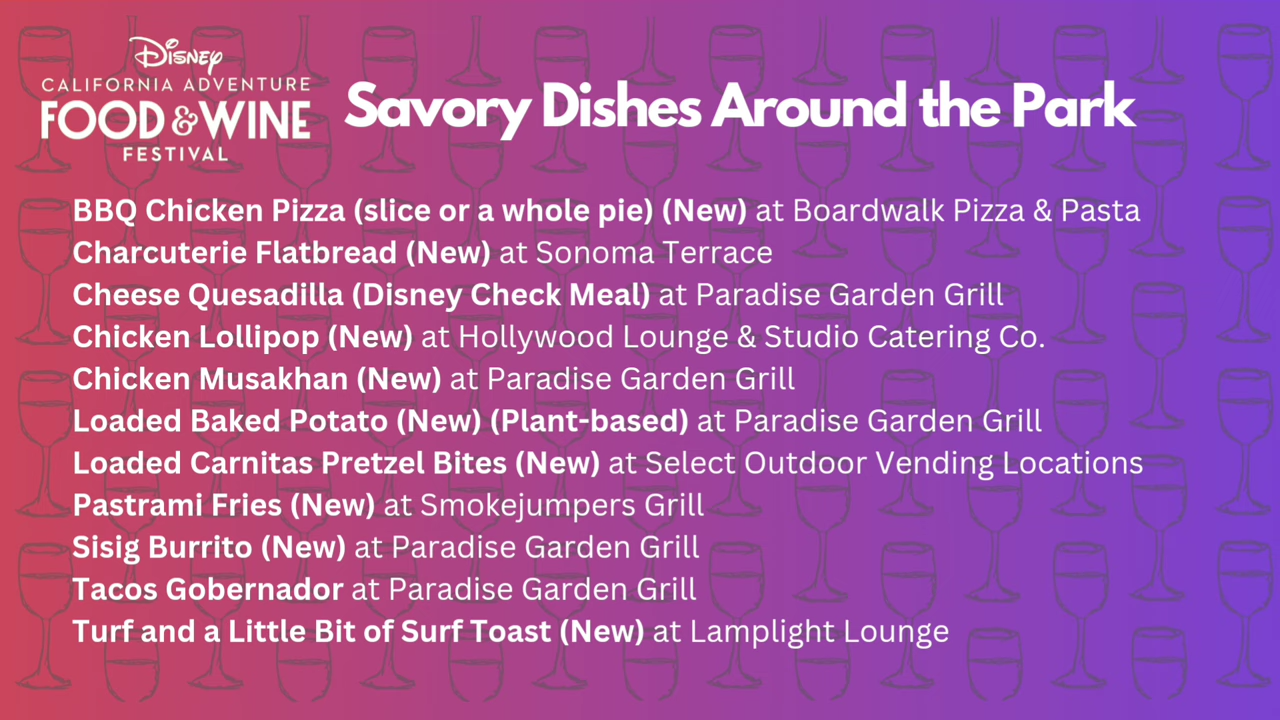 Disney
CALIFORNIA ADVENTURE
FOOD & WINE
FESTIVAL
Savory Dishes Around the Park
BBQ Chicken Pizza (slice or a whole pie) (New) at Boardwalk Pizza & Pasta
Charcuterie Flatbread (New) at Sonoma Terrace
Cheese Quesadilla (Disney Check Meal) at Paradise Garden Grill
Chicken Lollipop (New) at Hollywood Lounge & Studio Catering Co.
Chicken Musakhan (New) at Paradise Garden Grill
Loaded Baked Potato (New) (Plant-based) at Paradise Garden Grill
Loaded Carnitas Pretzel Bites (New) at Select Outdoor Vending Locations
Pastrami Fries (New) at Smokejumpers Grill
Sisig Burrito (New) at Paradise Garden Grill
Tacos Gobernador at Paradise Garden Grill
Turf and a Little Bit of Surf Toast (New) at Lamplight Lounge